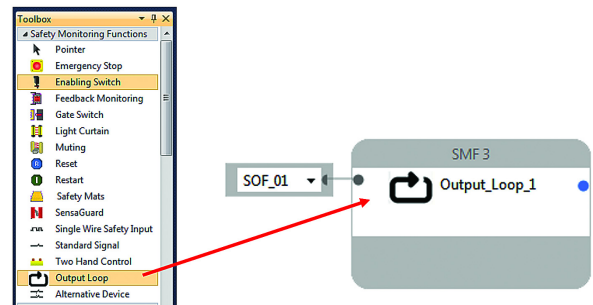 Toolbox
Safety Monitoring Functions
Pointer
Emergency Stop
Enabling Switch
Feedback Monitoring
Gate Switch
Light Curtain
Muting
Reset
Restart
Safety Mats
SensaGuard
Single Wire Safety Input
Standard Signal
Two Hand Control
Output Loop
Alternative Device
SMF 3
SOF_01
Output_Loop_1